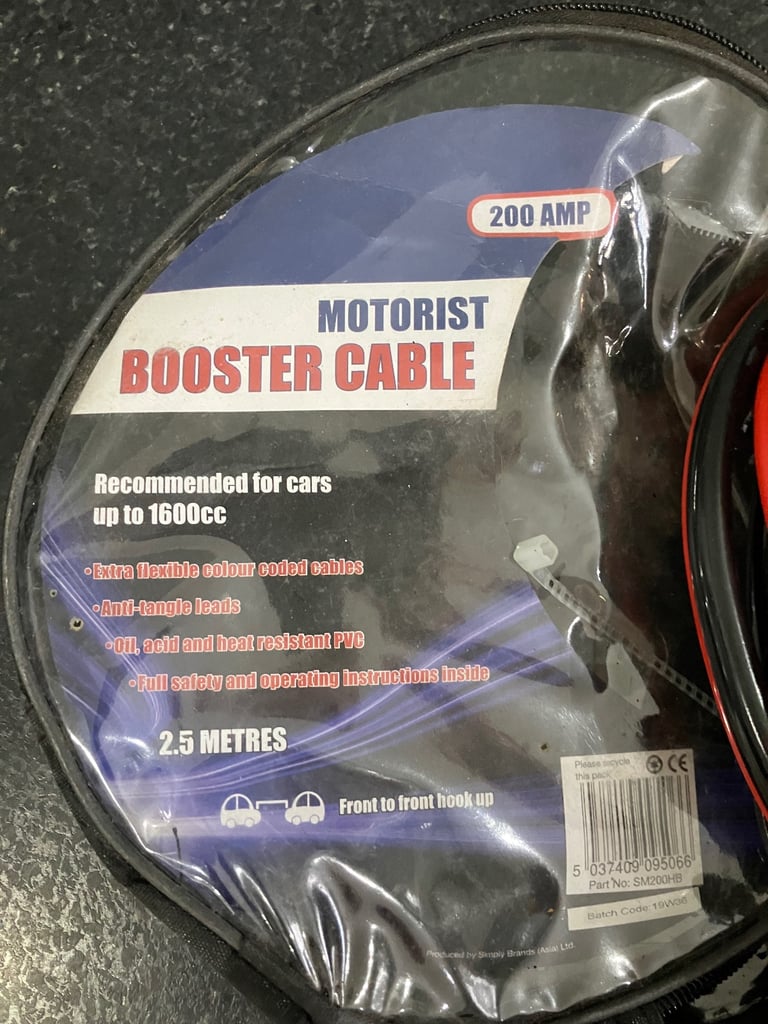 200 AMP
MOTORIST
BOOSTER CABLE
Recommended for cars
up to 1600cc
•Extra flexible colour coded cables
•Anti-tangle leads
•Oil, acid and heat resistant PVC
•Full safety and operating instructions inside
2.5 METRES
Front to front hook up
Please recycle
this pack
CE
5 037409 095066
Part No: SM200HB
Batch Code: 19W36
Produced by Simply Brands (Asia) Ltd.